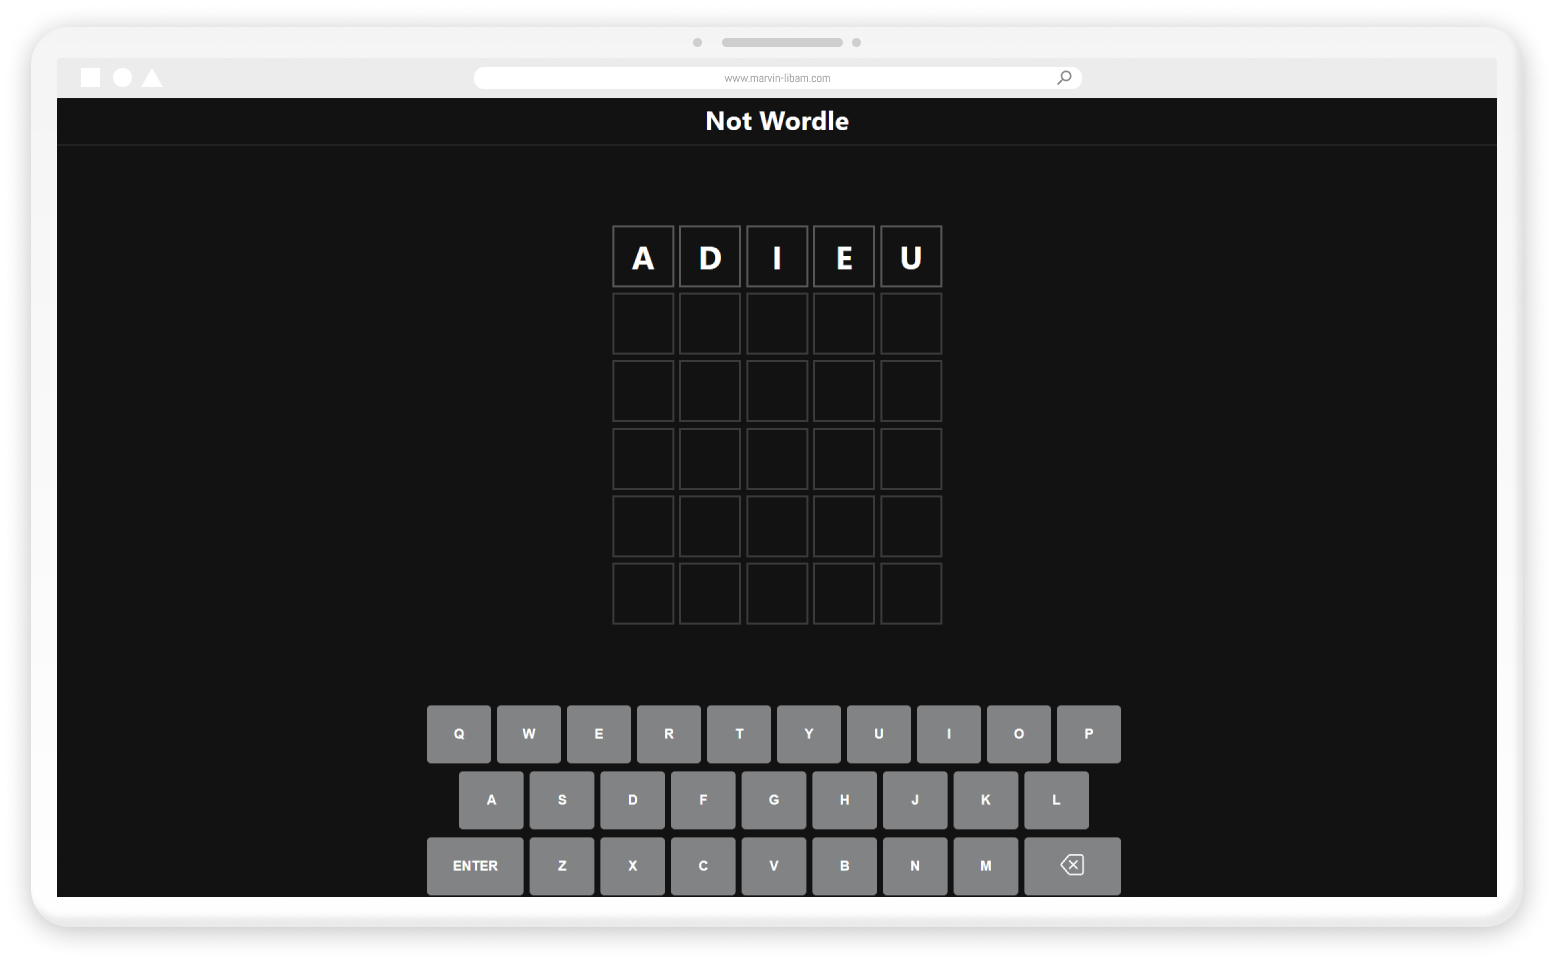 www.marvin-libam.com
Not Wordle
A D I E U
Q W E R T Y U I O P
A S D F G H J K L
ENTER Z X C V B N M